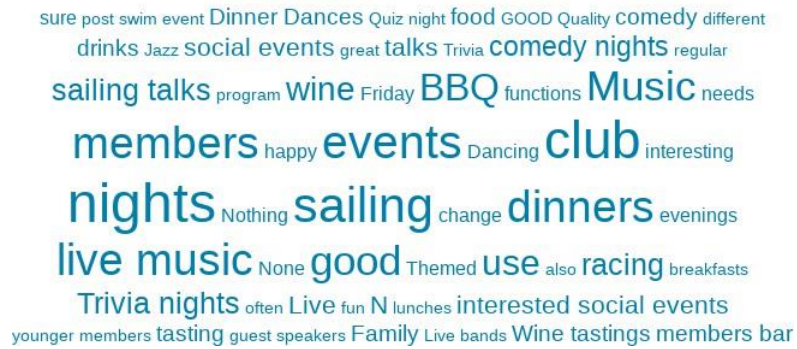 sure post swim event Dinner Dances Quiz night food GOOD Quality comedy different
drinks Jazz social events great talks Trivia comedy nights regular
sailing talks program wine Friday BBQ functions Music needs
members happy events Dancing club interesting
nights Nothing sailing change dinners evenings
live music None good Themed use also racing breakfasts
Trivia nights often Live fun N lunches interested social events
younger members tasting guest speakers Family Live bands Wine tastings members bar